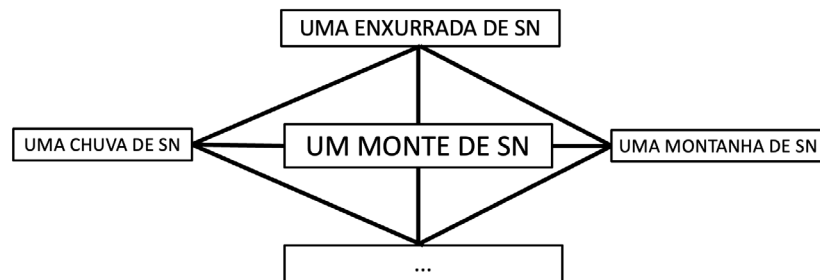 UMA ENXURRADA DE SN
UMA CHUVA DE SN
UM MONTE DE SN
UMA MONTANHA DE SN
...